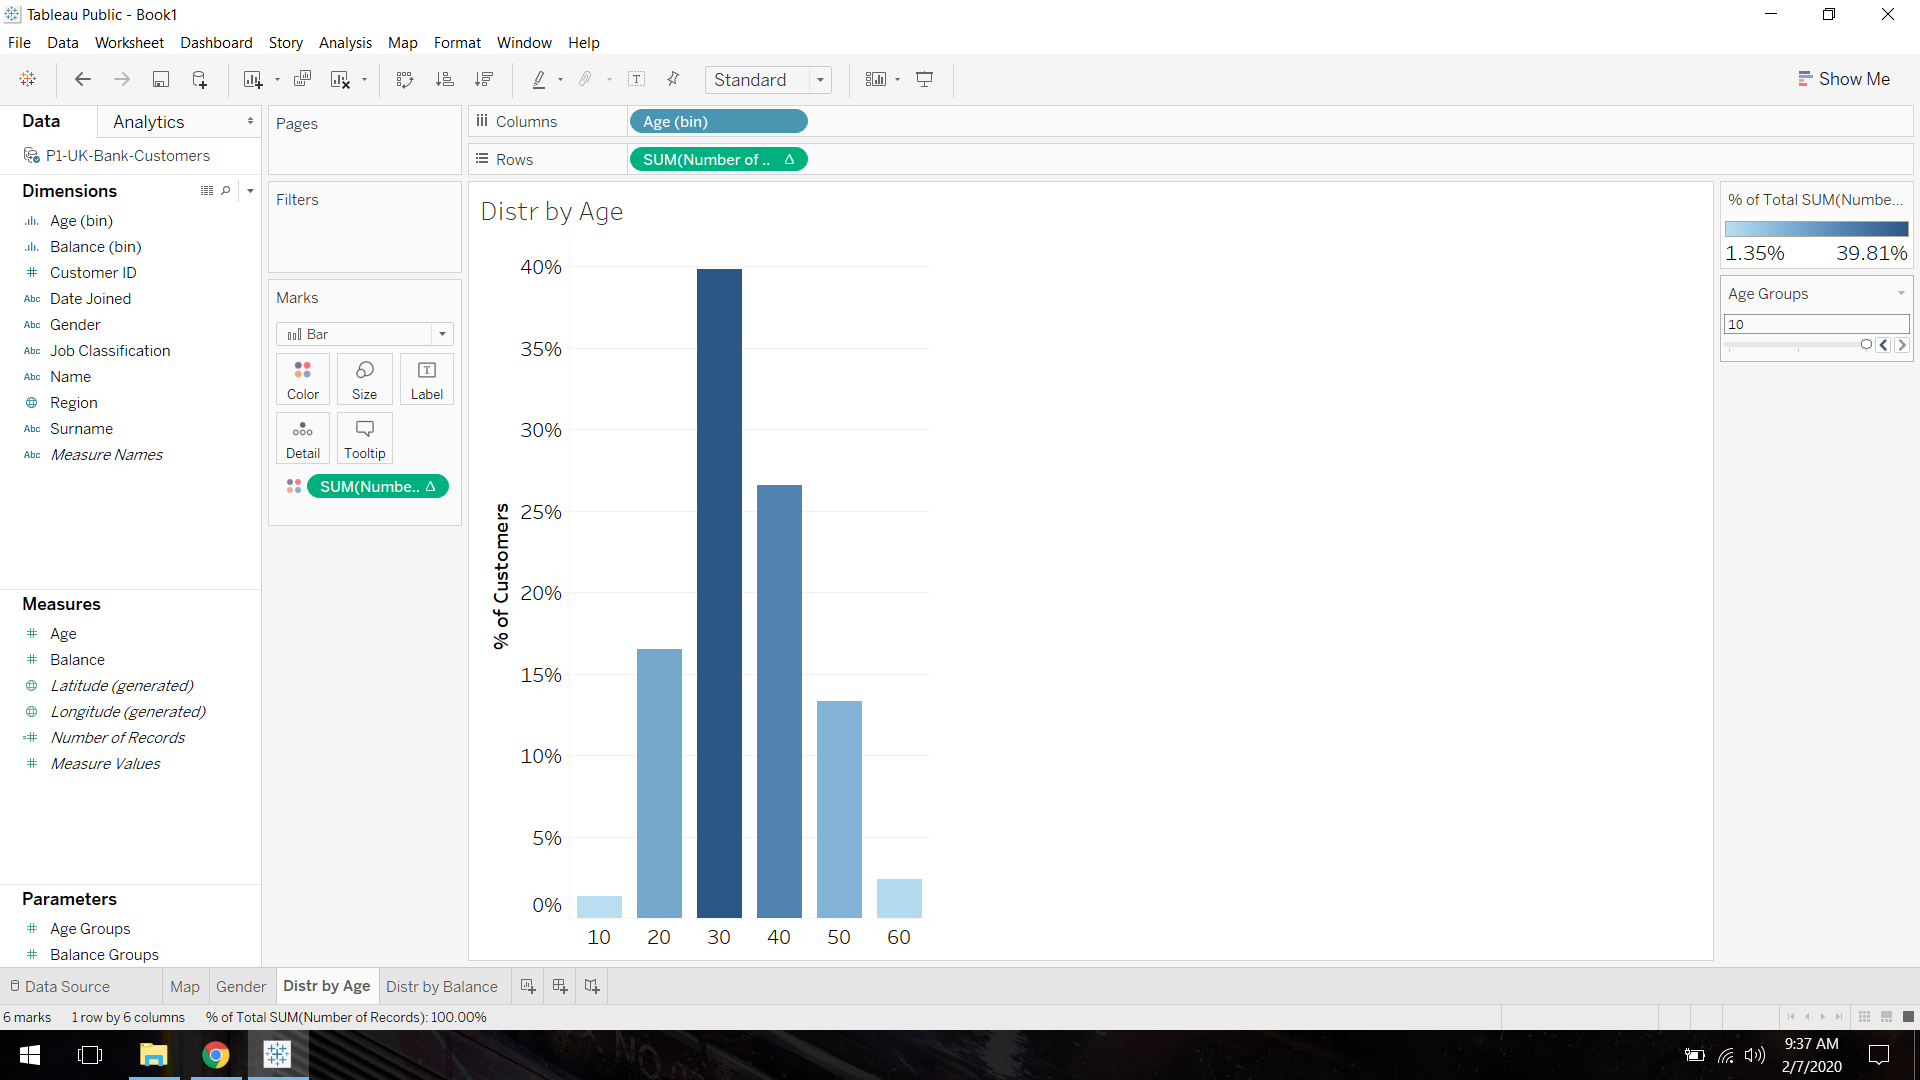 Tableau Public - Book1
File Data Worksheet Dashboard Story Analysis Map Format Window Help
Standard
Show Me
Data
Analytics
P1-UK-Bank-Customers
Dimensions
Age (bin)
Balance (bin)
Customer ID
Abc Date Joined
Abc Gender
Abc Job Classification
Abc Name
Region
Abc Surname
Abc Measure Names
Measures
Age
Balance
Latitude (generated)
Longitude (generated)
Number of Records
Measure Values
Parameters
Age Groups
Balance Groups
Pages
Filters
Marks
Bar
Color Size Label
Detail Tooltip
SUM(Numbe.. Δ
Columns Age (bin)
Rows SUM(Number of .. Δ
Distr by Age
% of Customers
40%
35%
30%
25%
20%
15%
10%
5%
0%
10 20 30 40 50 60
% of Total SUM(Numbe...
1.35% 39.81%
Age Groups
10
Data Source Map Gender Distr by Age Distr by Balance
6 marks 1 row by 6 columns % of Total SUM(Number of Records): 100.00%
9:37 AM
2/7/2020